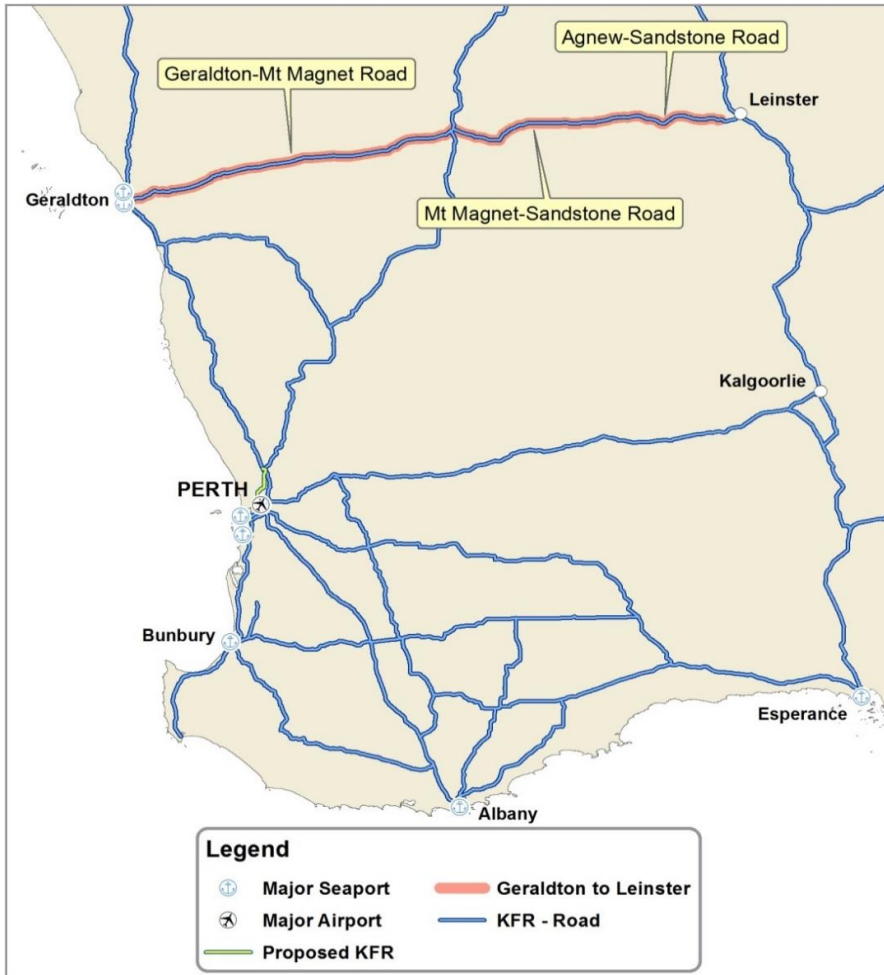 Agnew-Sandstone Road
Geraldton-Mt Magnet Road
Leinster
Geraldton
Mt Magnet-Sandstone Road
Kalgoorlie
PERTH
Bunbury
Esperance
Albany
Legend
Major Seaport
Geraldton to Leinster
Major Airport
KFR - Road
Proposed KFR